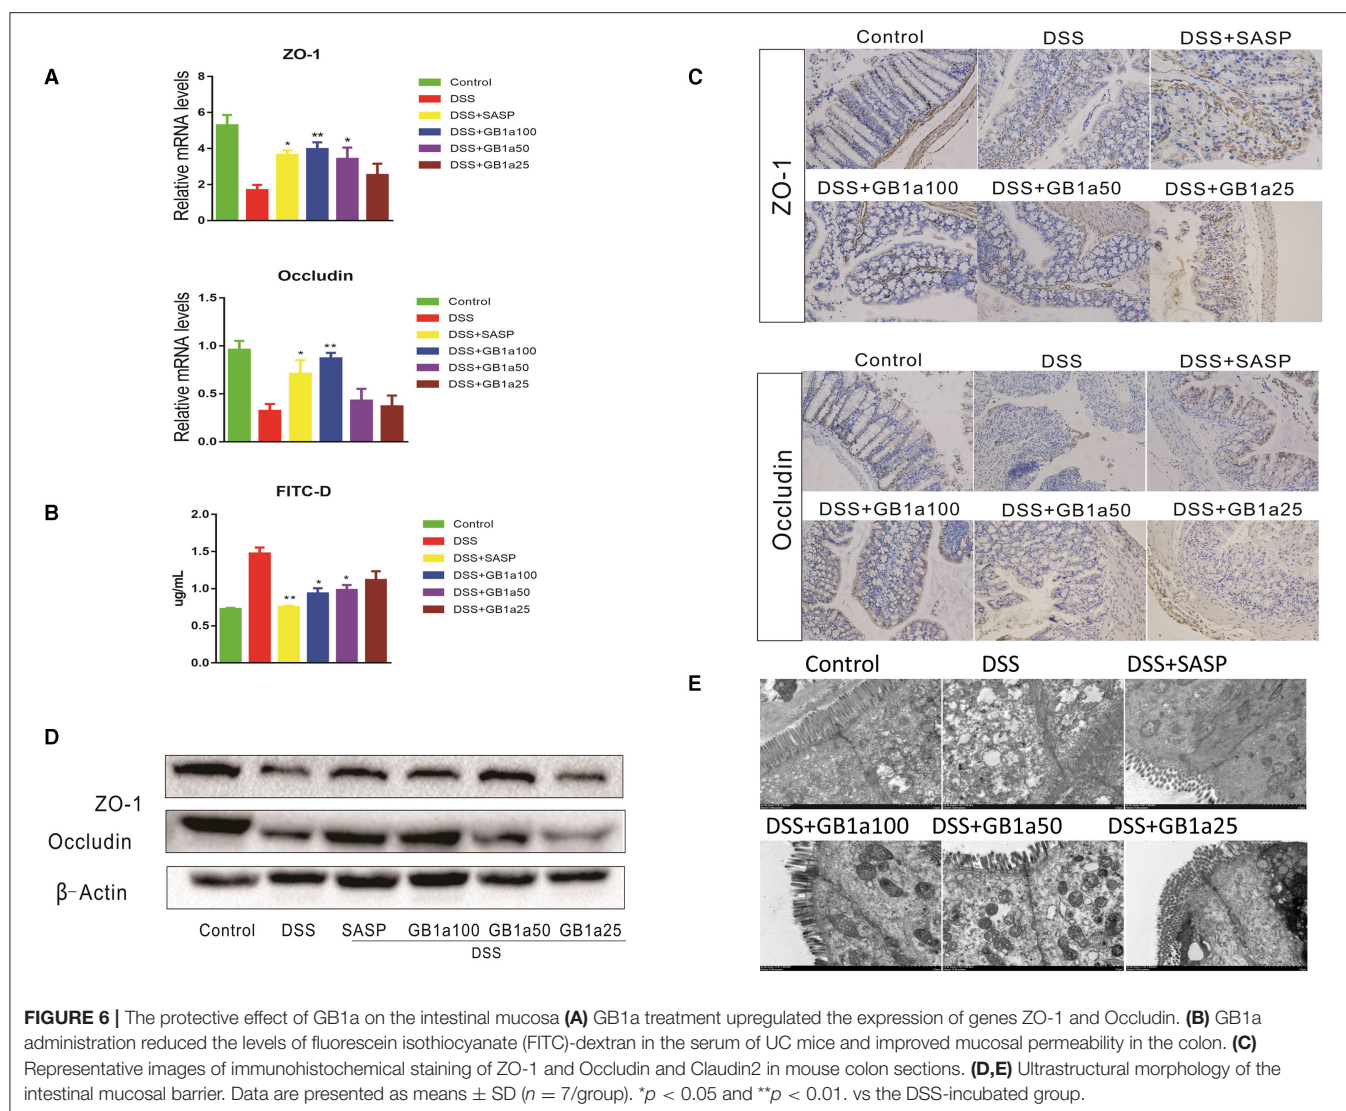 A
ZO-1
Relative mRNA levels
8
6
4
2
0
*
**
*
Control
DSS
DSS+SASP
DSS+GB1a100
DSS+GB1a50
DSS+GB1a25
Occludin
Relative mRNA levels
1.5
1.0
0.5
0.0
*
**
Control
DSS
DSS+SASP
DSS+GB1a100
DSS+GB1a50
DSS+GB1a25
B
FITC-D
ug/mL
2.0
1.5
1.0
0.5
0.0
**
*
*
Control
DSS
DSS+SASP
DSS+GB1a100
DSS+GB1a50
DSS+GB1a25
C
ZO-1
Control DSS DSS+SASP
DSS+GB1a100 DSS+GB1a50 DSS+GB1a25
Occludin
Control DSS DSS+SASP
DSS+GB1a100 DSS+GB1a50 DSS+GB1a25
D
ZO-1
Occludin
β-Actin
Control DSS SASP GB1a100 GB1a50 GB1a25
DSS
E
Control DSS DSS+SASP
DSS+GB1a100 DSS+GB1a50 DSS+GB1a25
FIGURE 6 | The protective effect of GB1a on the intestinal mucosa (A) GB1a treatment upregulated the expression of genes ZO-1 and Occludin. (B) GB1a
administration reduced the levels of fluorescein isothiocyanate (FITC)-dextran in the serum of UC mice and improved mucosal permeability in the colon. (C)
Representative images of immunohistochemical staining of ZO-1 and Occludin and Claudin2 in mouse colon sections. (D,E) Ultrastructural morphology of the
intestinal mucosal barrier. Data are presented as means ± SD (n = 7/group). *p < 0.05 and **p < 0.01. vs the DSS-incubated group.